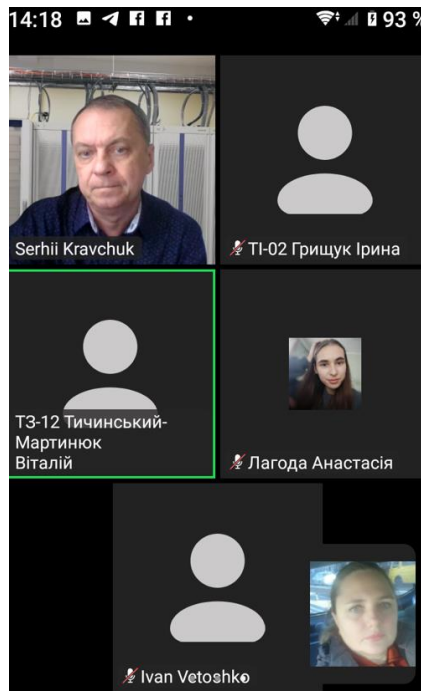 14:18 93 %
Serhii Kravchuk
ТІ-02 Грищук Ірина
ТЗ-12 Тичинський-
Мартинюк
Віталій
Лагода Анастасія
Ivan Vetoshko